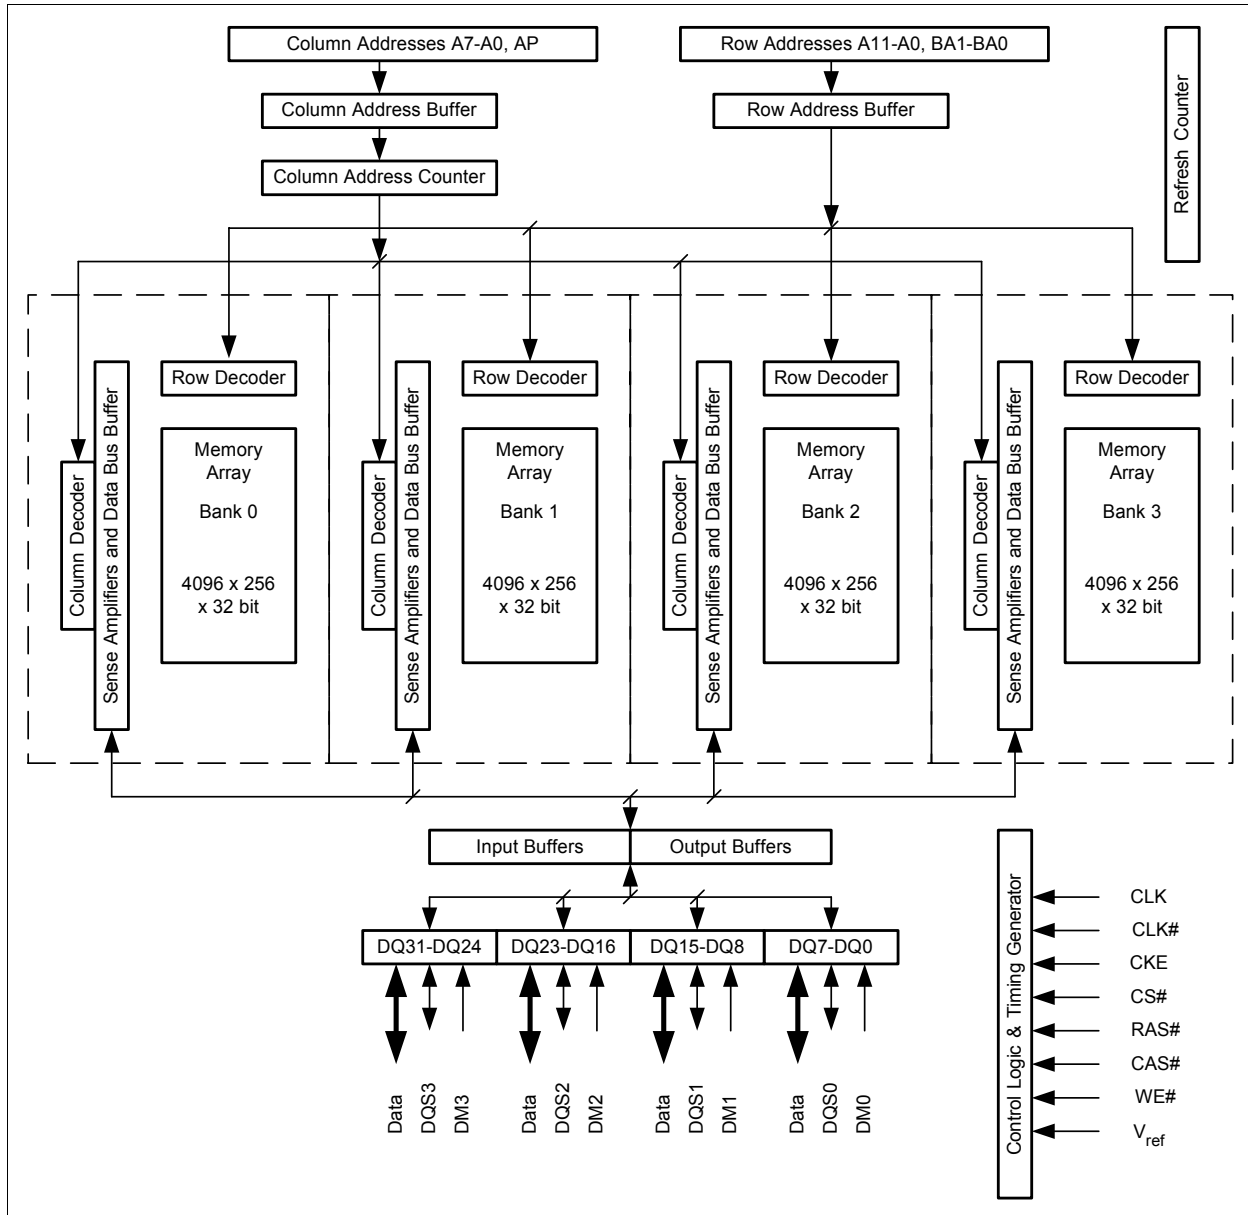 Column Addresses A7-A0, AP
Row Addresses A11-A0, BA1-BA0
Column Address Buffer
Row Address Buffer
Column Address Counter
Refresh Counter
Row Decoder
Row Decoder
Row Decoder
Row Decoder
Column Decoder
Sense Amplifiers and Data Bus Buffer
Memory
Array
Bank 0
4096 x 256
x 32 bit
Column Decoder
Sense Amplifiers and Data Bus Buffer
Memory
Array
Bank 1
4096 x 256
x 32 bit
Column Decoder
Sense Amplifiers and Data Bus Buffer
Memory
Array
Bank 2
4096 x 256
x 32 bit
Column Decoder
Sense Amplifiers and Data Bus Buffer
Memory
Array
Bank 3
4096 x 256
x 32 bit
Input Buffers
Output Buffers
DQ31-DQ24
DQ23-DQ16
DQ15-DQ8
DQ7-DQ0
Data
DQS3
DM3
Data
DQS2
DM2
Data
DQS1
DM1
Data
DQS0
DM0
Control Logic & Timing Generator
CLK
CLK#
CKE
CS#
RAS#
CAS#
WE#
Vref